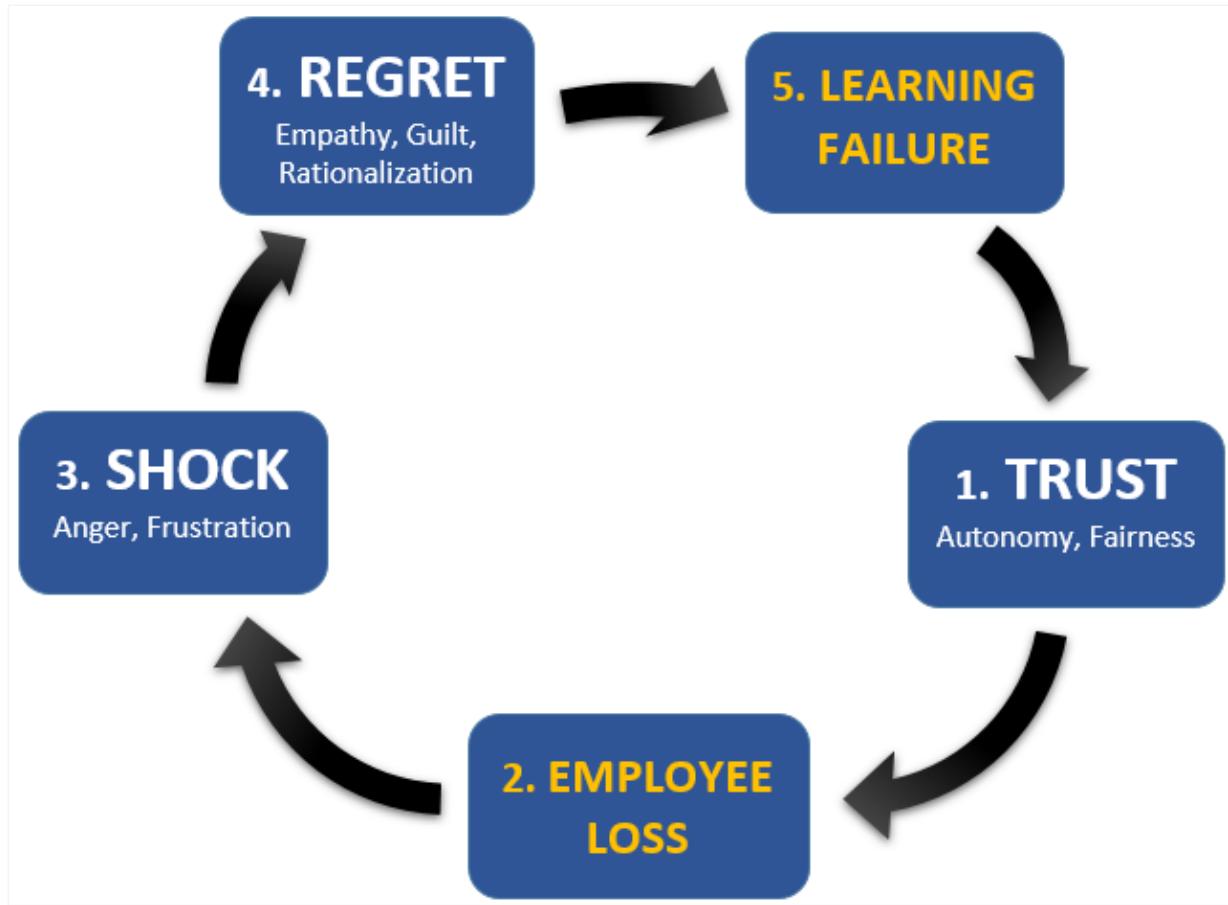 4. REGRET
Empathy, Guilt,
Rationalization
5. LEARNING
FAILURE
3. SHOCK
Anger, Frustration
1. TRUST
Autonomy, Fairness
2. EMPLOYEE
LOSS